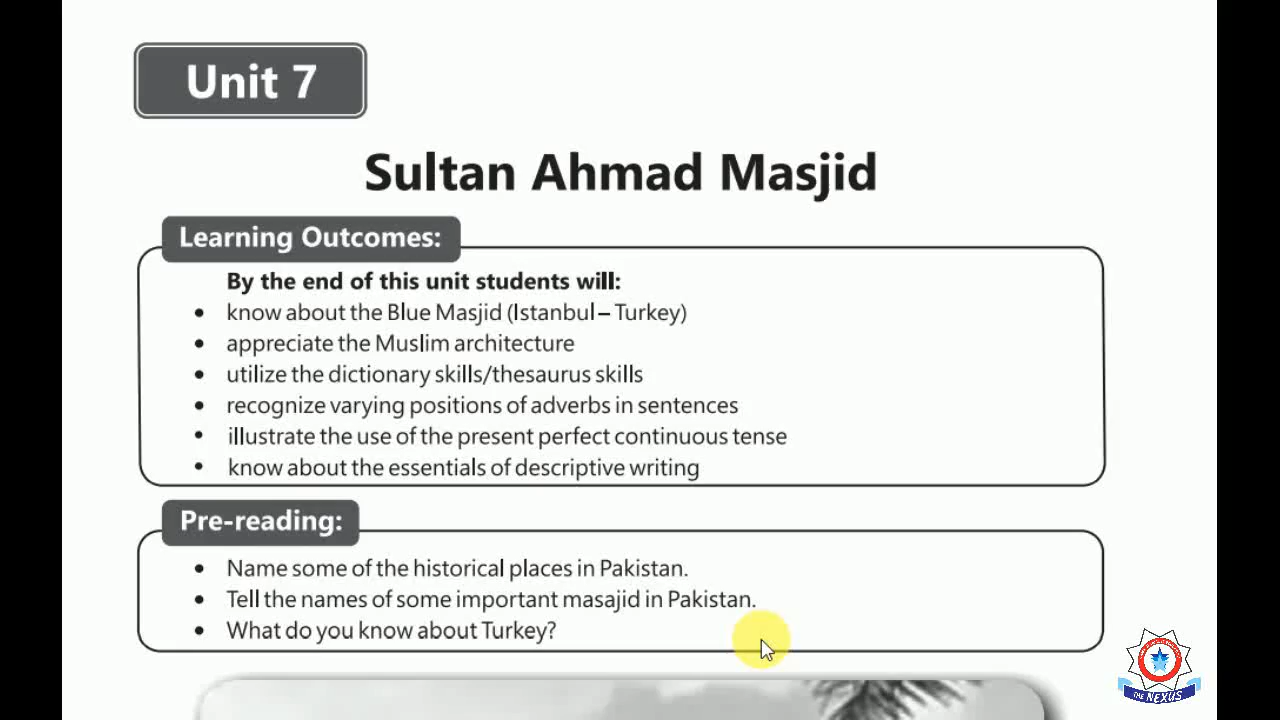 Unit 7
Sultan Ahmad Masjid
Learning Outcomes:
By the end of this unit students will:
• know about the Blue Masjid (Istanbul – Turkey)
• appreciate the Muslim architecture
• utilize the dictionary skills/thesaurus skills
• recognize varying positions of adverbs in sentences
• illustrate the use of the present perfect continuous tense
• know about the essentials of descriptive writing
Pre-reading:
• Name some of the historical places in Pakistan.
• Tell the names of some important masajid in Pakistan.
• What do you know about Turkey?
THE NEXUS